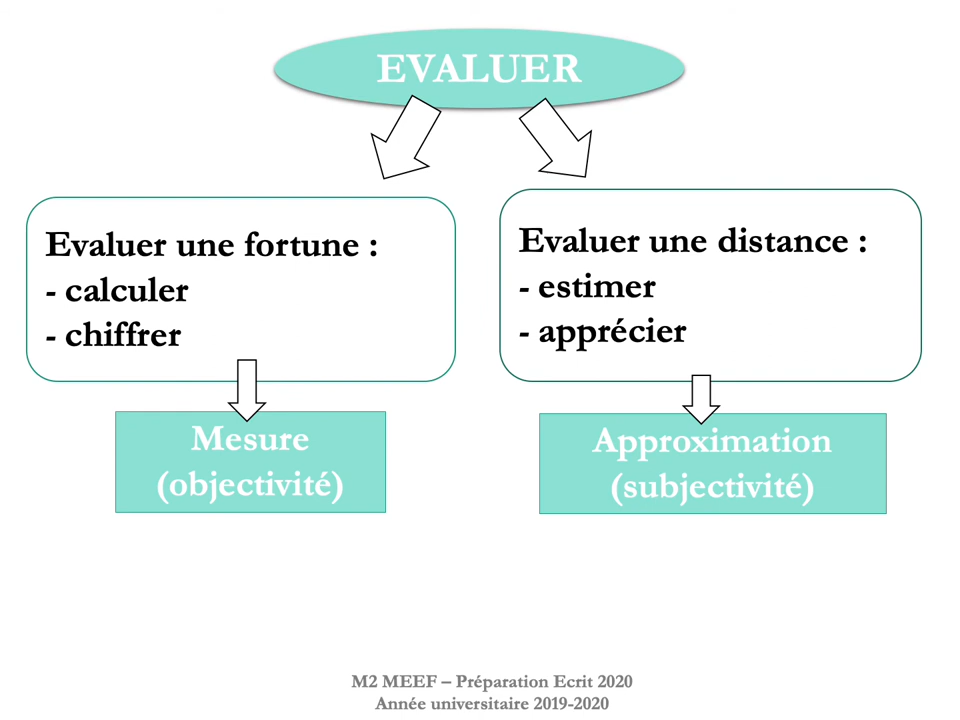 EVALUER
Evaluer une fortune :
- calculer
- chiffrer
Mesure
(objectivité)
Evaluer une distance :
- estimer
- apprécier
Approximation
(subjectivité)
M2 MEEF – Préparation Ecrit 2020
Année universitaire 2019-2020